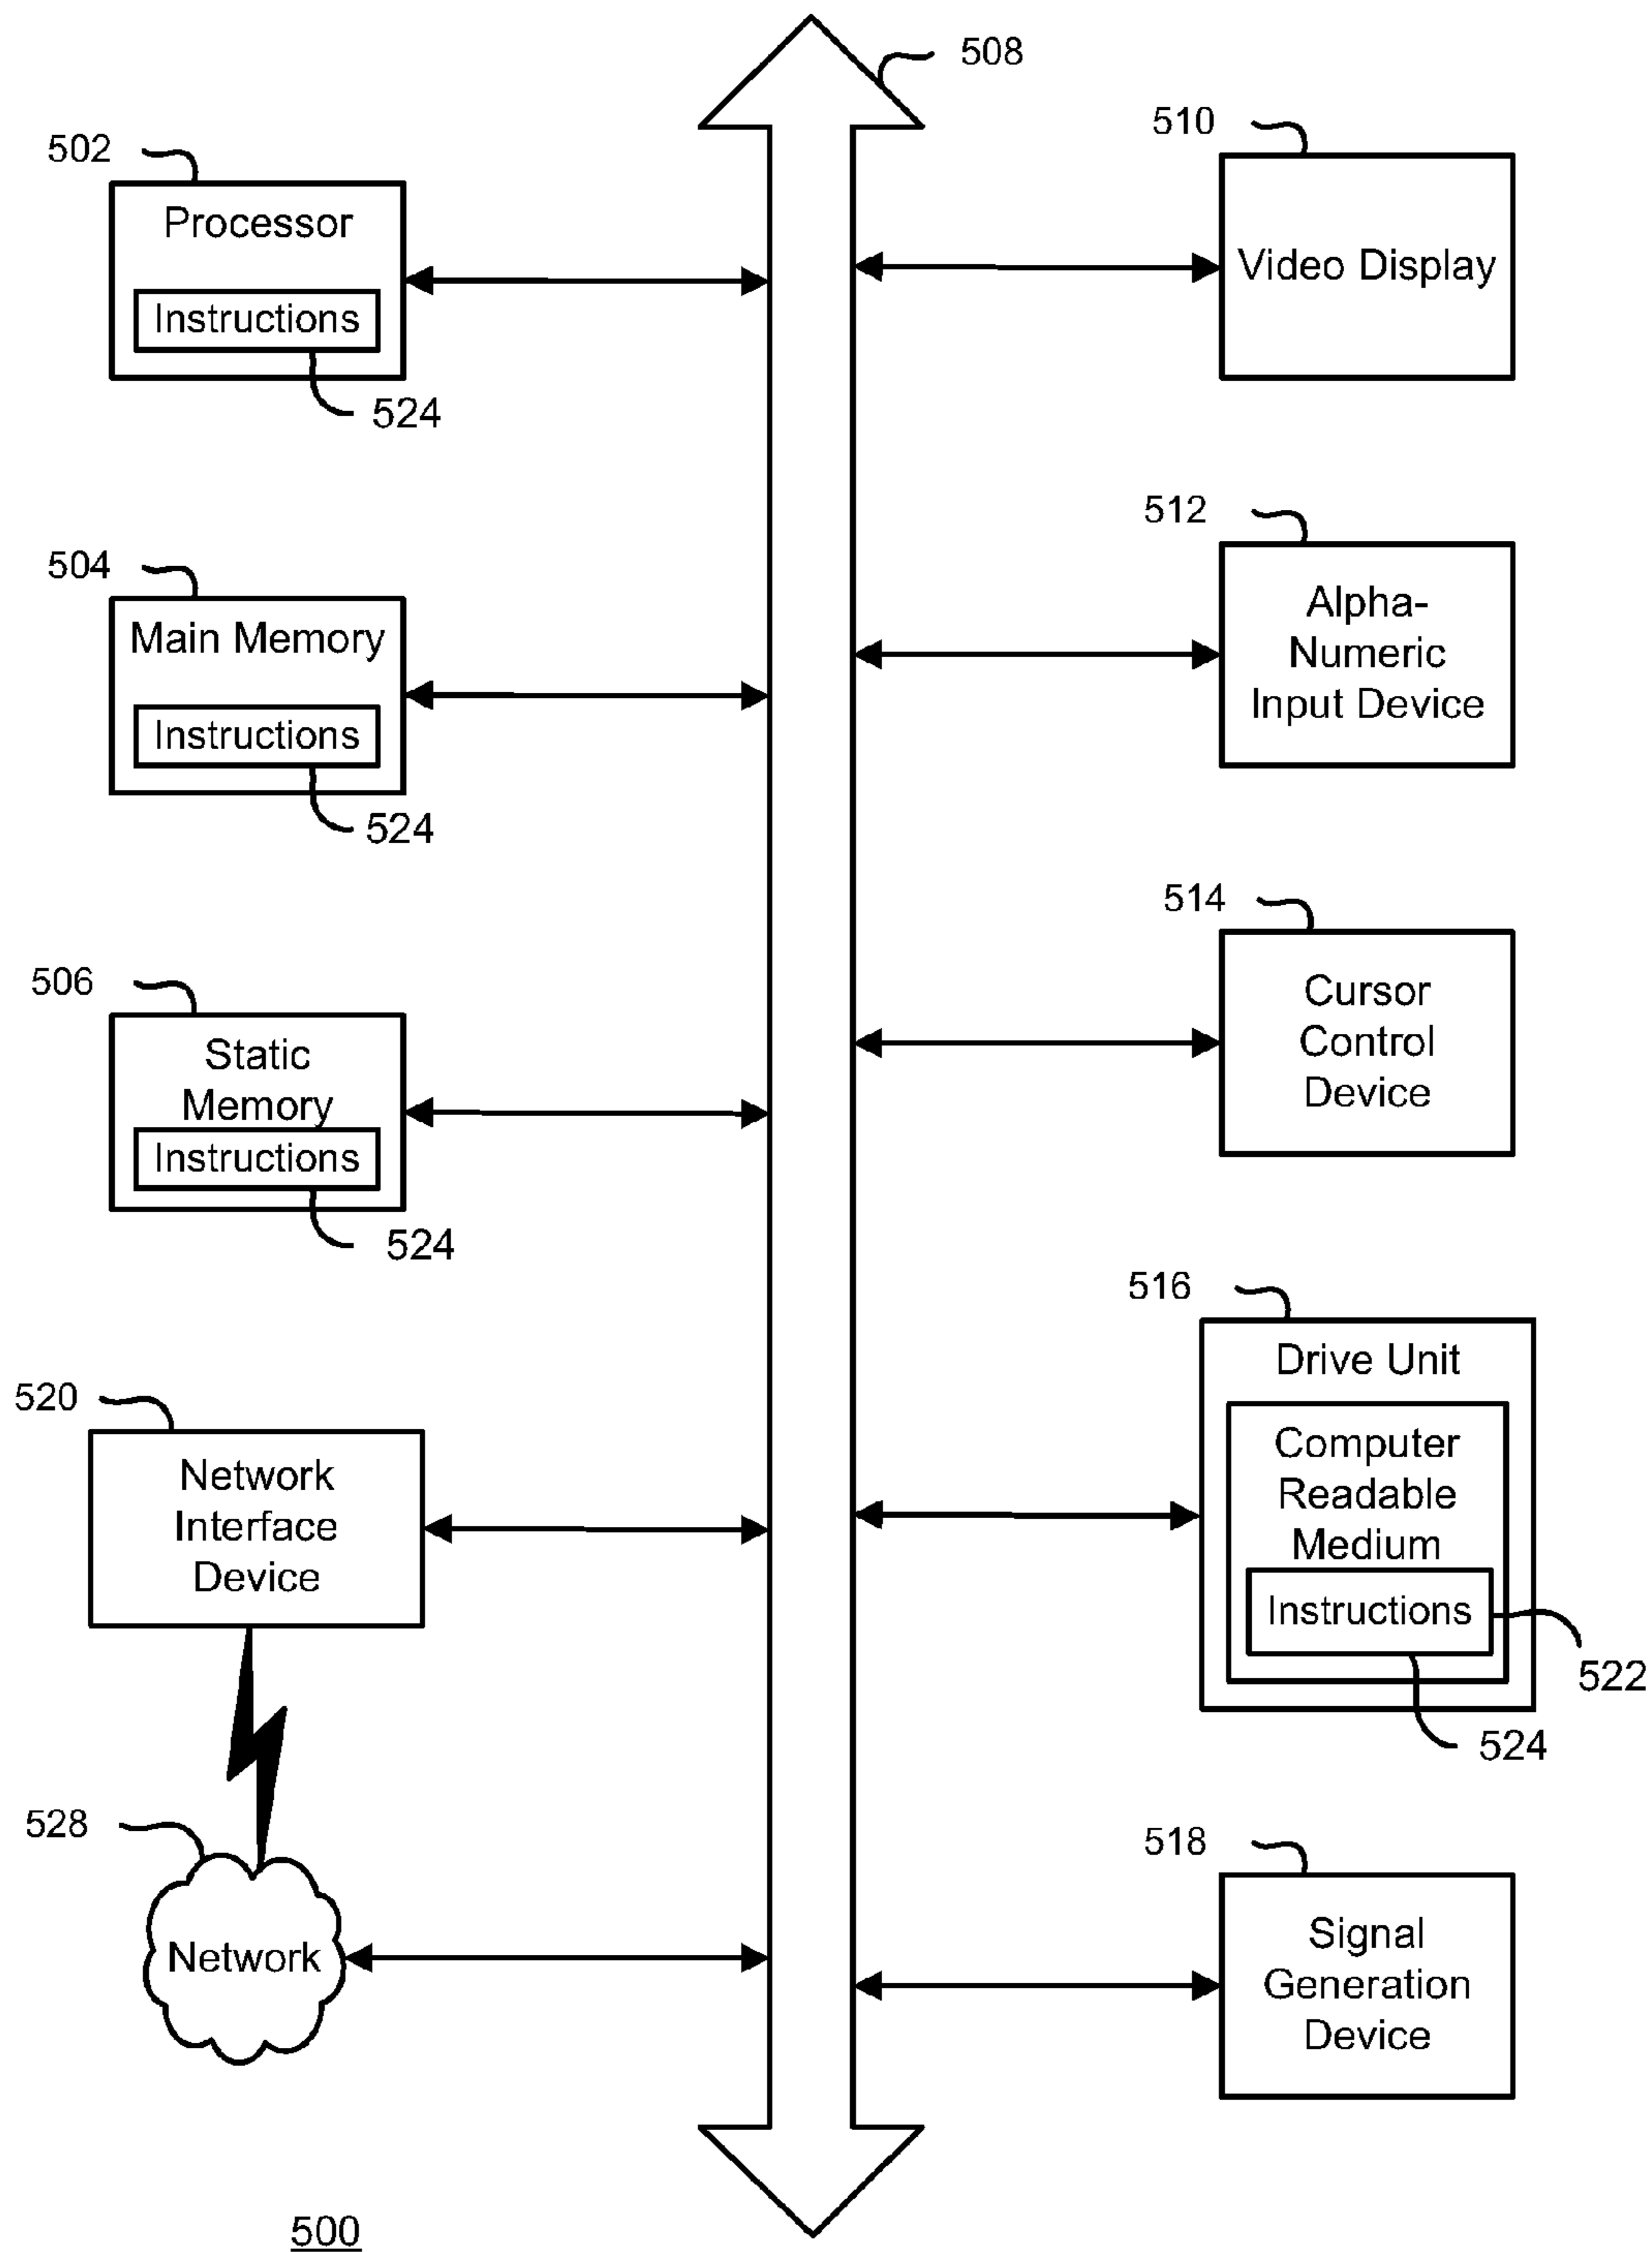 508
502
Processor
Instructions
524
504
Main Memory
Instructions
524
506
Static
Memory
Instructions
524
520
Network
Interface
Device
528
Network
510
Video Display
512
Alpha-
Numeric
Input Device
514
Cursor
Control
Device
516
Drive Unit
Computer
Readable
Medium
Instructions
522
524
518
Signal
Generation
Device
500